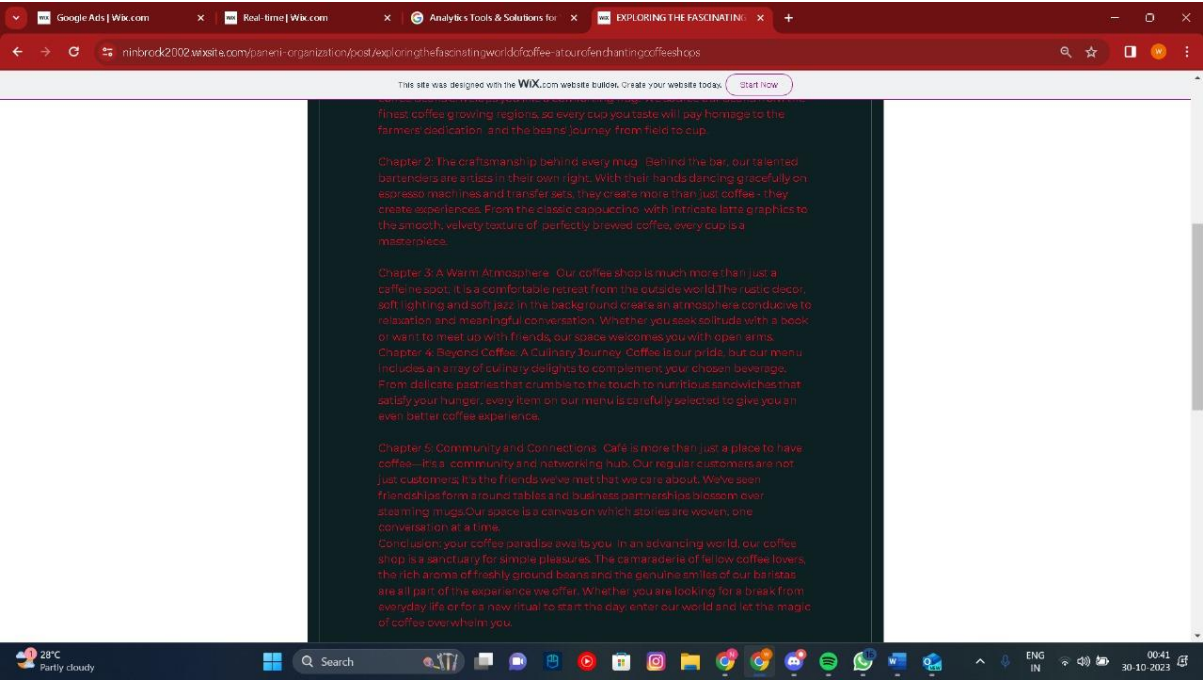 Google Ads | Wix.com
Real-time | Wix.com
Analytics Tools & Solutions for
EXPLORING THE FASCINATING
ninbrock2002.wixsite.com/paneni-organization/post/exploringthefascinatingworldofcoffee-atourofenchantingcoffeeshops
This site was designed with the WiX.com website builder. Create your website today. Start Now
finest coffee growing regions, so every cup you taste will pay homage to the
farmers' dedication and the beans' journey from field to cup.
Chapter 2: The craftsmanship behind every mug Behind the bar, our talented
bartenders are artists in their own right. With their hands dancing gracefully on
espresso machines and transfer sets, they create more than just coffee - they
create experiences. From the classic cappuccino with intricate latte graphics to
the smooth, velvety texture of perfectly brewed coffee, every cup is a
masterpiece.
Chapter 3: A Warm Atmosphere Our coffee shop is much more than just a
caffeine spot, it is a comfortable retreat from the outside world.The rustic decor,
soft lighting and soft jazz in the background create an atmosphere conducive to
relaxation and meaningful conversation. Whether you seek solitude with a book
or want to meet up with friends, our space welcomes you with open arms.
Chapter 4: Beyond Coffee: A Culinary Journey Coffee is our pride, but our menu
includes an array of culinary delights to complement your chosen beverage.
From delicate pastries that crumble to the touch to nutritious sandwiches that
satisfy your hunger, every item on our menu is carefully selected to give you an
even better coffee experience.
Chapter 5: Community and Connections Café is more than just a place to have
coffee—it's a community and networking hub. Our regular customers are not
just customers; It's the friends we've met that we care about. We've seen
friendships form around tables and business partnerships blossom over
steaming mugs.Our space is a canvas on which stories are woven, one
conversation at a time.
Conclusion: your coffee paradise awaits you In an advancing world, our coffee
shop is a sanctuary for simple pleasures. The camaraderie of fellow coffee lovers,
the rich aroma of freshly ground beans and the genuine smiles of our baristas
are all part of the experience we offer. Whether you are looking for a break from
everyday life or for a new ritual to start the day, enter our world and let the magic
of coffee overwhelm you.
28°C
Partly cloudy
Search
ENG
IN
00:41
30-10-2023